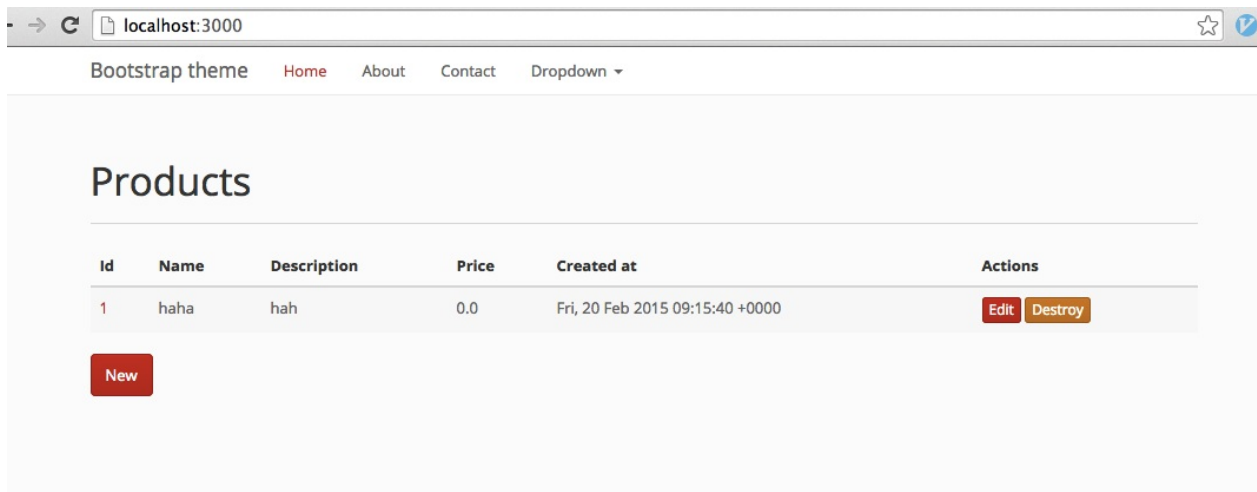 localhost:3000
Bootstrap theme Home About Contact Dropdown
Products
Id Name Description Price Created at Actions
1 haha hah 0.0 Fri, 20 Feb 2015 09:15:40 +0000 Edit Destroy
New